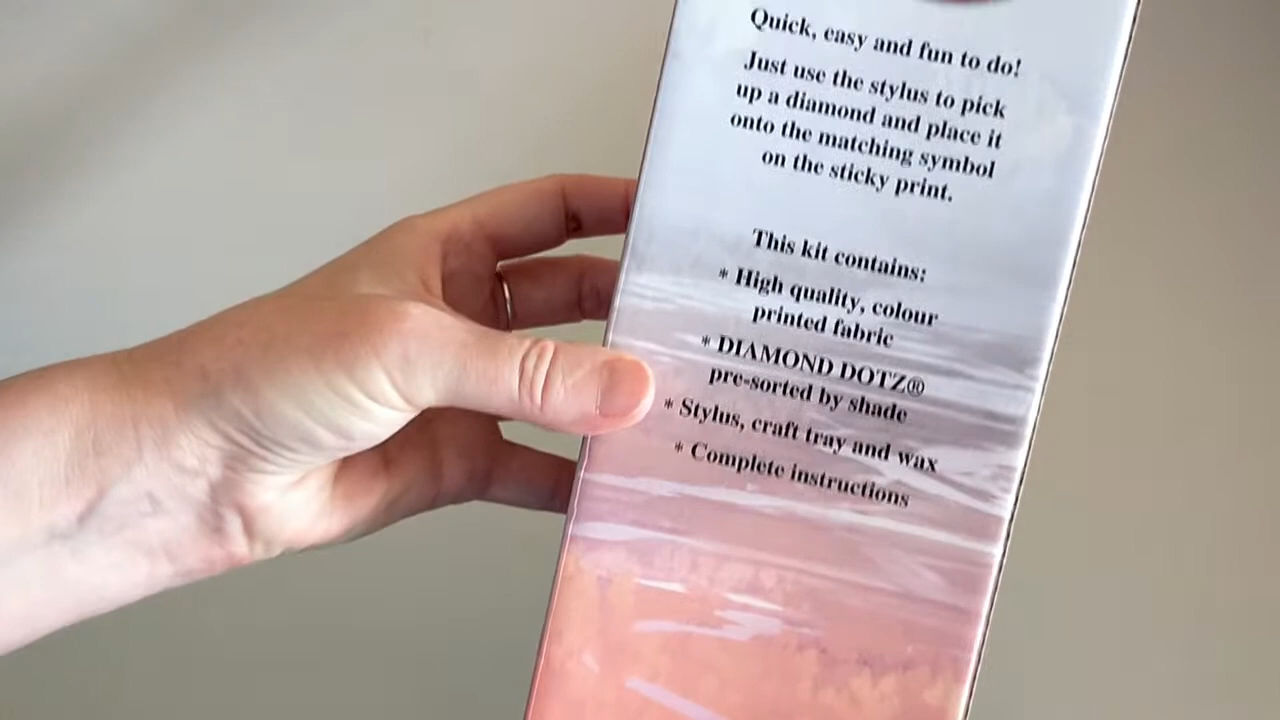 Quick, easy and fun to do!
Just use the stylus to pick
up a diamond and place it
onto the matching symbol
on the sticky print.
This kit contains:
* High quality, colour
printed fabric
* DIAMOND DOTZ®
pre-sorted by shade
* Stylus, craft tray and wax
* Complete instructions